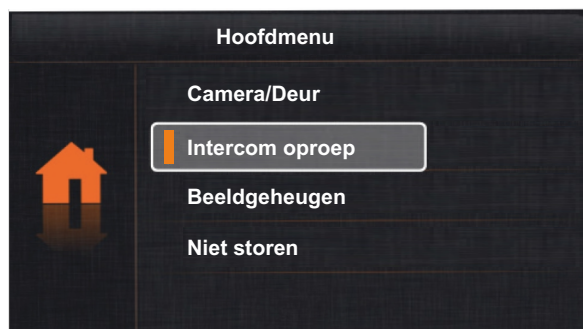 Hoofdmenu
Camera/Deur
Intercom oproep
Beeldgeheugen
Niet storen